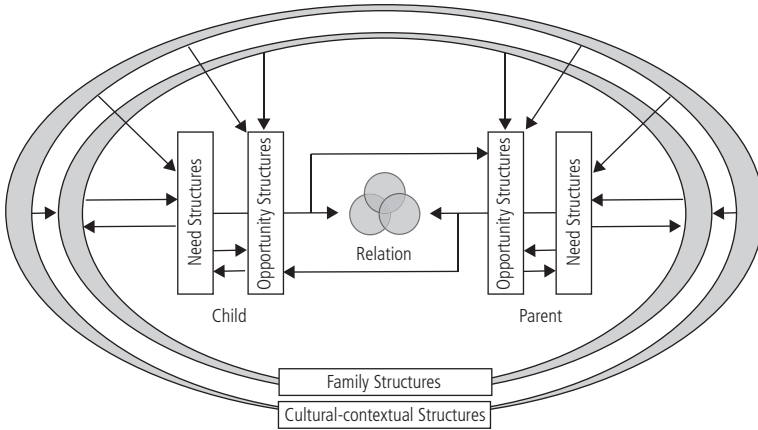 Need Structures
Opportunity Structures
Relation
Opportunity Structures
Need Structures
Child
Parent
Family Structures
Cultural-contextual Structures